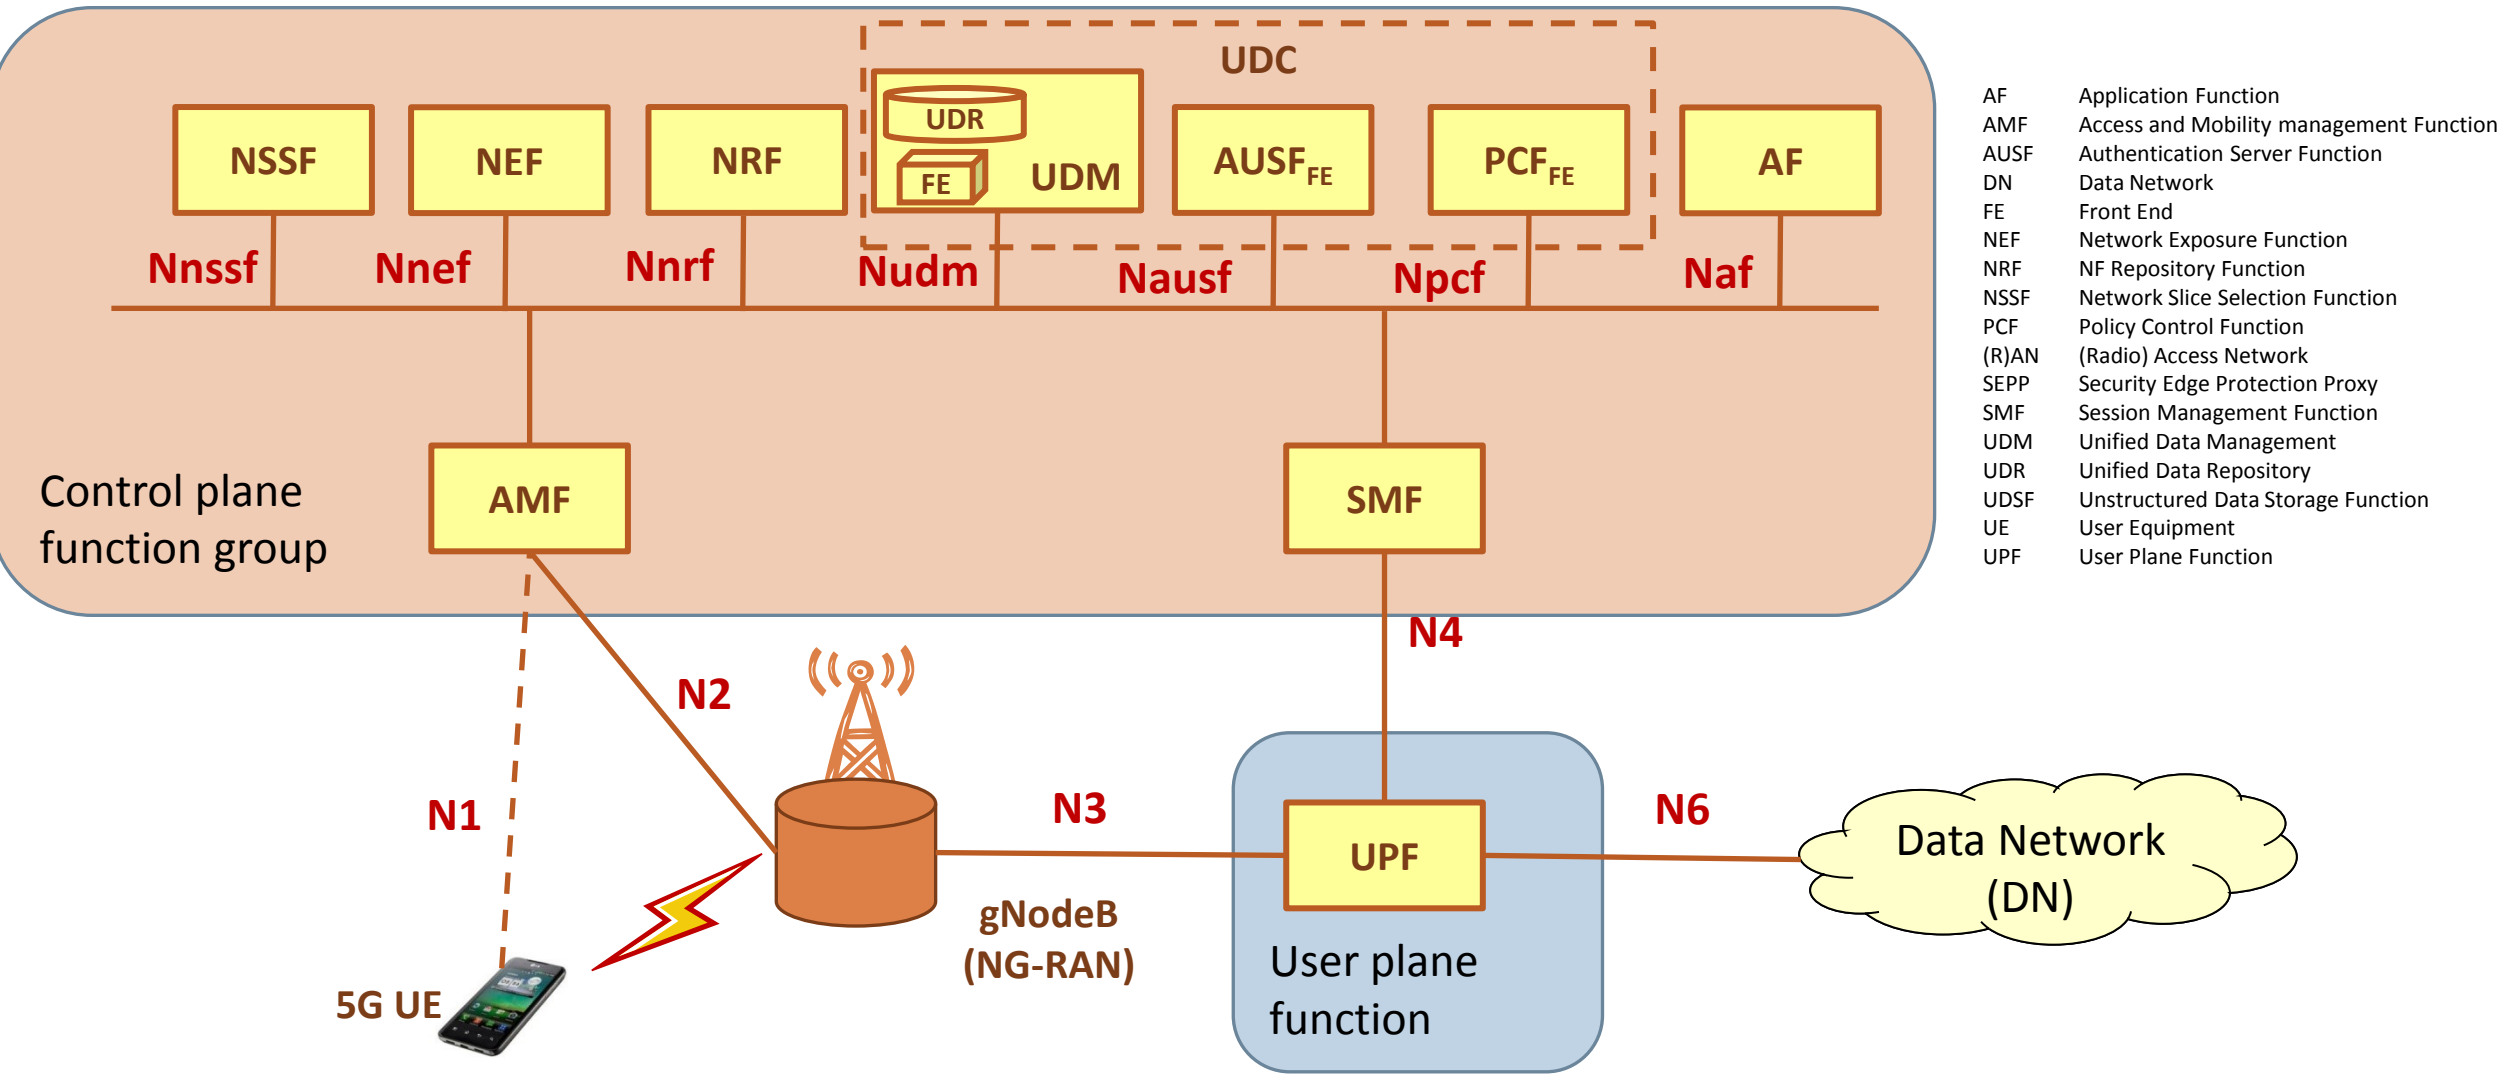 UDC
UDR
FE
UDM
NSSF
NEF
NRF
AUSFFE
PCFFE
AF
Nnssf
Nnef
Nnrf
Nudm
Nausf
Npcf
Naf
Control plane
function group
AMF
SMF
N4
N2
N1
N3
N6
UPF
gNodeB
(NG-RAN)
5G UE
User plane
function
Data Network
(DN)
AF Application Function
AMF Access and Mobility management Function
AUSF Authentication Server Function
DN Data Network
FE Front End
NEF Network Exposure Function
NRF NF Repository Function
NSSF Network Slice Selection Function
PCF Policy Control Function
(R)AN (Radio) Access Network
SEPP Security Edge Protection Proxy
SMF Session Management Function
UDM Unified Data Management
UDR Unified Data Repository
UDSF Unstructured Data Storage Function
UE User Equipment
UPF User Plane Function